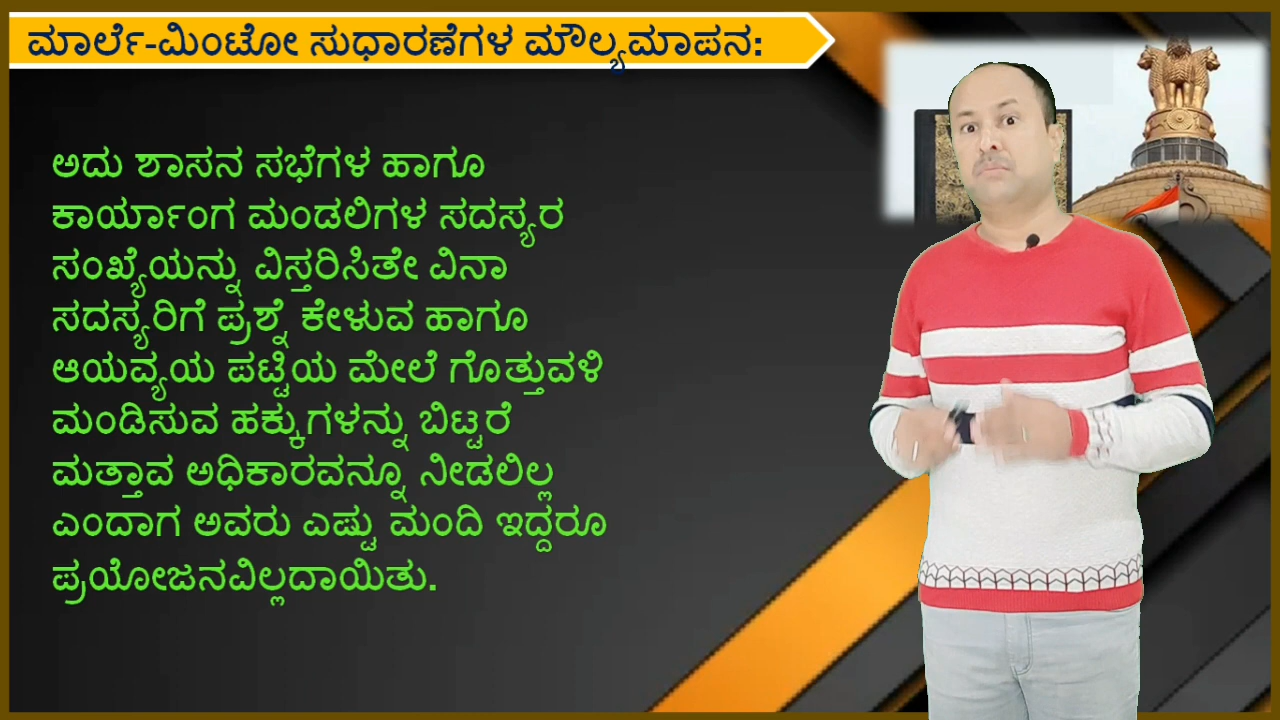 ಮಾರ್ಲೆ-ಮಿಂಟೋ ಸುಧಾರಣೆಗಳ ಮೌಲ್ಯಮಾಪನ:
ಅದು ಶಾಸನ ಸಭೆಗಳ ಹಾಗೂ
ಕಾರ್ಯಾಂಗ ಮಂಡಲಿಗಳ ಸದಸ್ಯರ
ಸಂಖ್ಯೆಯನ್ನು ವಿಸ್ತರಿಸಿತೇ ವಿನಾ
ಸದಸ್ಯರಿಗೆ ಪ್ರಶ್ನೆ ಕೇಳುವ ಹಾಗೂ
ಆಯವ್ಯಯ ಪಟ್ಟಿಯ ಮೇಲೆ ಗೊತ್ತುವಳಿ
ಮಂಡಿಸುವ ಹಕ್ಕುಗಳನ್ನು ಬಿಟ್ಟರೆ
ಮತ್ತಾವ ಅಧಿಕಾರವನ್ನೂ ನೀಡಲಿಲ್ಲ
ಎಂದಾಗ ಅವರು ಎಷ್ಟು ಮಂದಿ ಇದ್ದರೂ
ಪ್ರಯೋಜನವಿಲ್ಲದಾಯಿತು.